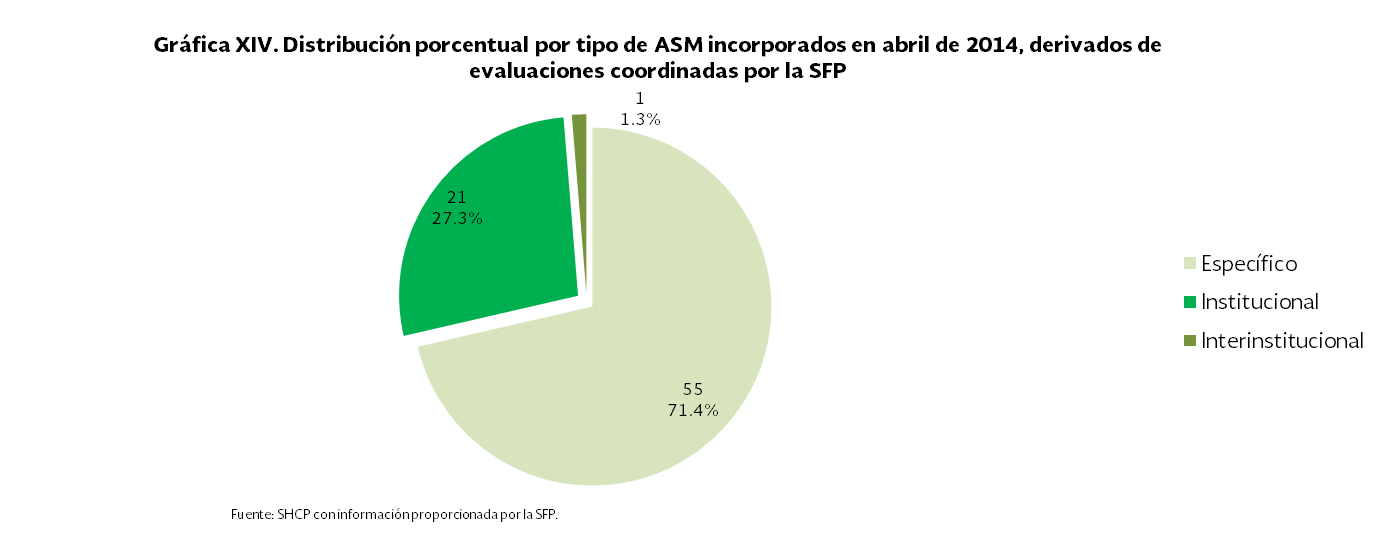 Gráfica XIV. Distribución porcentual por tipo de ASM incorporados en abril de 2014, derivados de
evaluaciones coordinadas por la SFP
1
1.3%
21
27.3%
55
71.4%
Específico
Institucional
Interinstitucional
Fuente: SHCP con información proporcionada por la SFP.